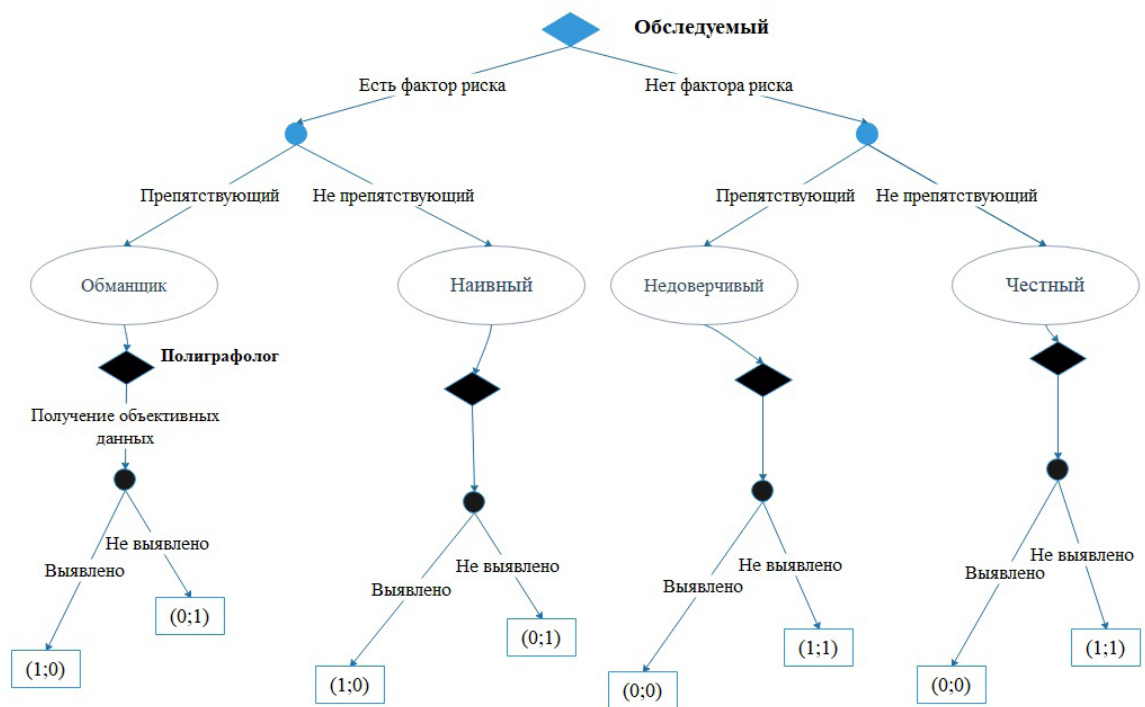 Обследуемый
Есть фактор риска
Нет фактора риска
Препятствующий
Не препятствующий
Препятствующий
Не препятствующий
Обманщик
Наивный
Недоверчивый
Честный
Полиграфолог
Получение объективных
данных
Не выявлено
Выявлено
Не выявлено
Выявлено
Не выявлено
Выявлено
Не выявлено
Выявлено
(0;1)
(1;0)
(0;1)
(1;0)
(1;1)
(0;0)
(1;1)
(0;0)